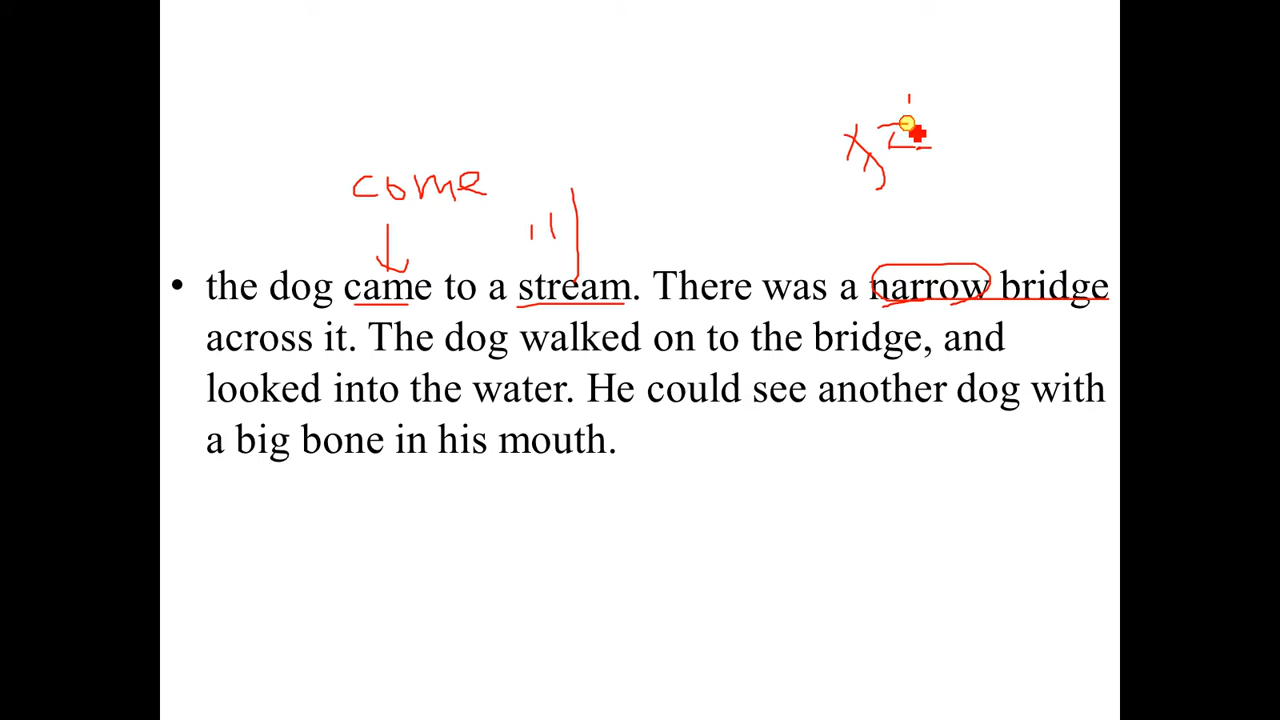 come
• the dog came to a stream. There was a narrow bridge
across it. The dog walked on to the bridge, and
looked into the water. He could see another dog with
a big bone in his mouth.